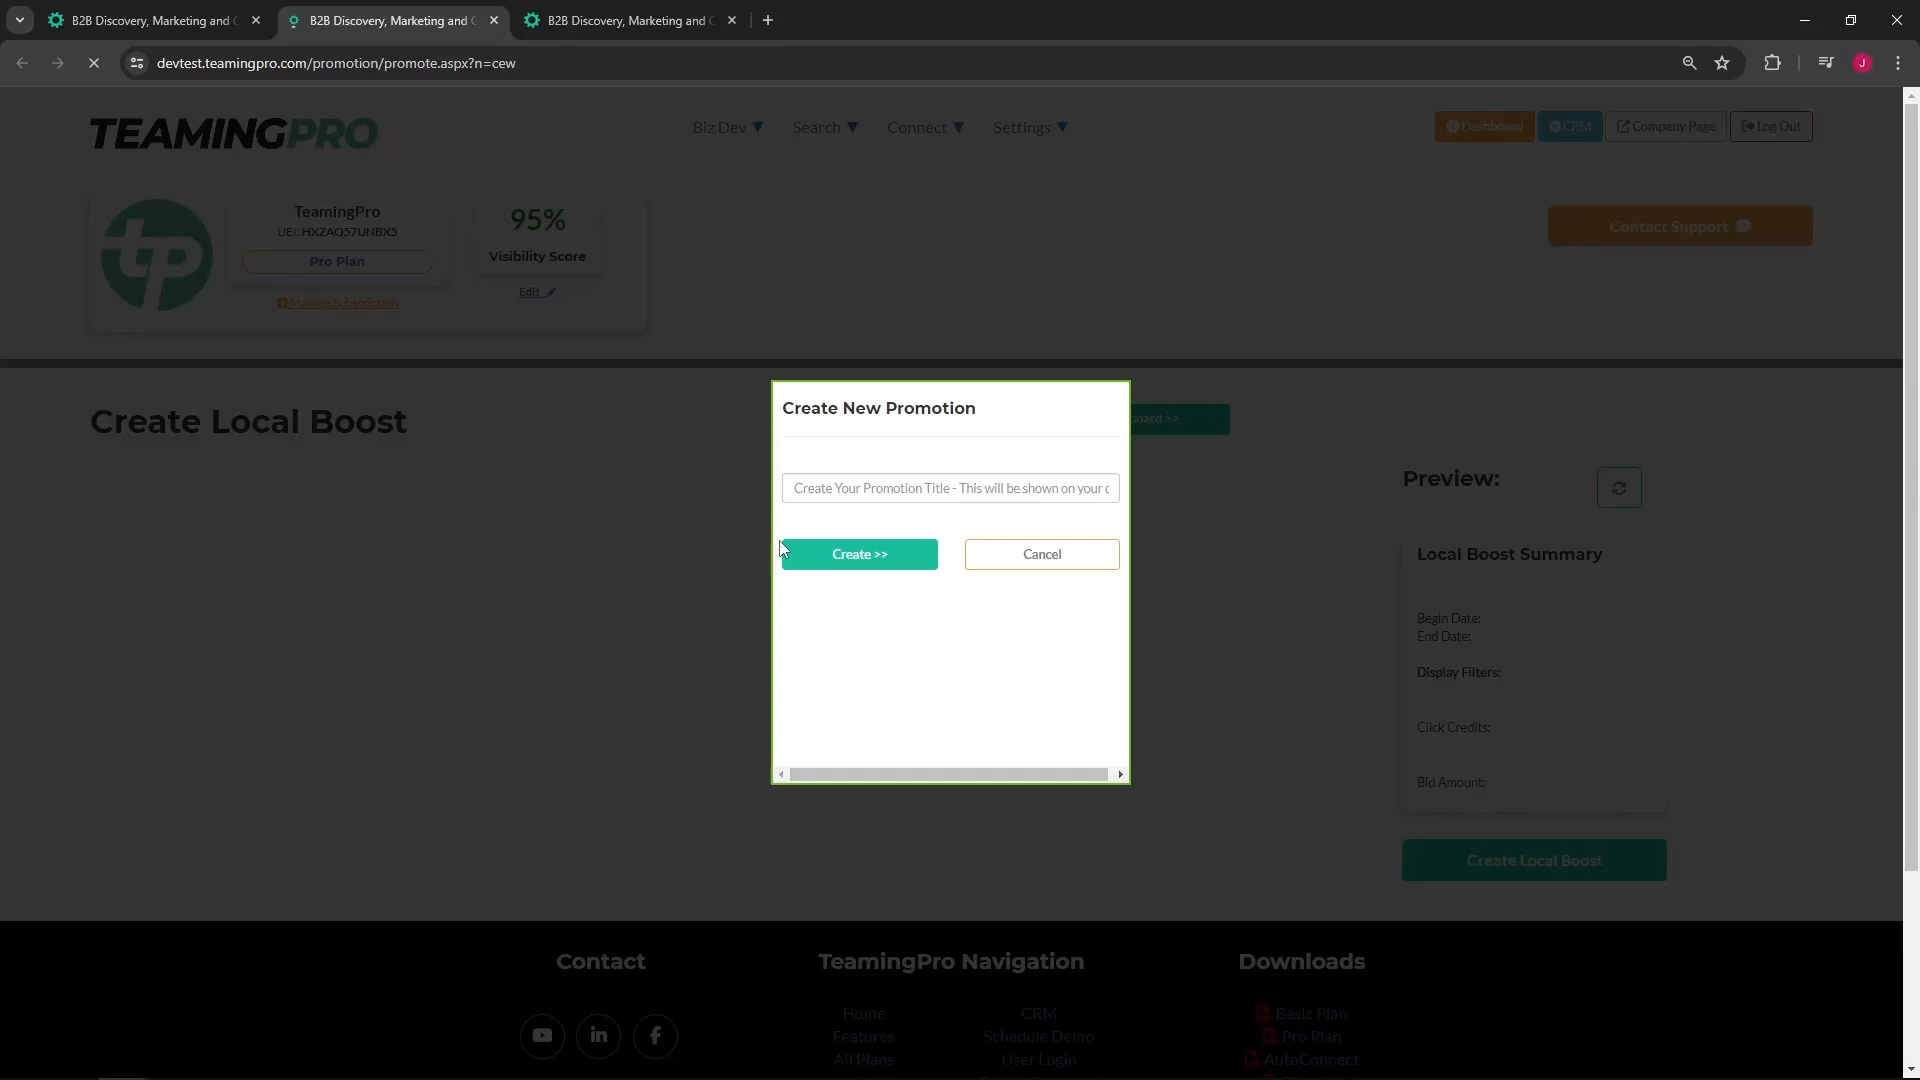 B2B Discovery, Marketing and
B2B Discovery, Marketing and
B2B Discovery, Marketing and
devtest.teamingpro.com/promotion/promote.aspx?n=cew
J
TEAMINGPRO
Biz Dev ▼
Search ▼
Connect ▼
Settings ▼
Dashboard
CRM
Company Page
Log Out
tp
TeamingPro
UEI: HXZAQ57UNBX5
Pro Plan
Manage Subscription
95%
Visibility Score
Edit
Contact Support
Create Local Boost
Create New Promotion
Create Your Promotion Title - This will be shown on your c
Create >>
Cancel
oard >>
Preview:
Local Boost Summary
Begin Date:
End Date:
Display Filters:
Click Credits:
Bid Amount:
Create Local Boost
Contact
TeamingPro Navigation
Downloads
Home
Features
All Plans
CRM
Schedule Demo
User Login
Basic Plan
Pro Plan
AutoConnect